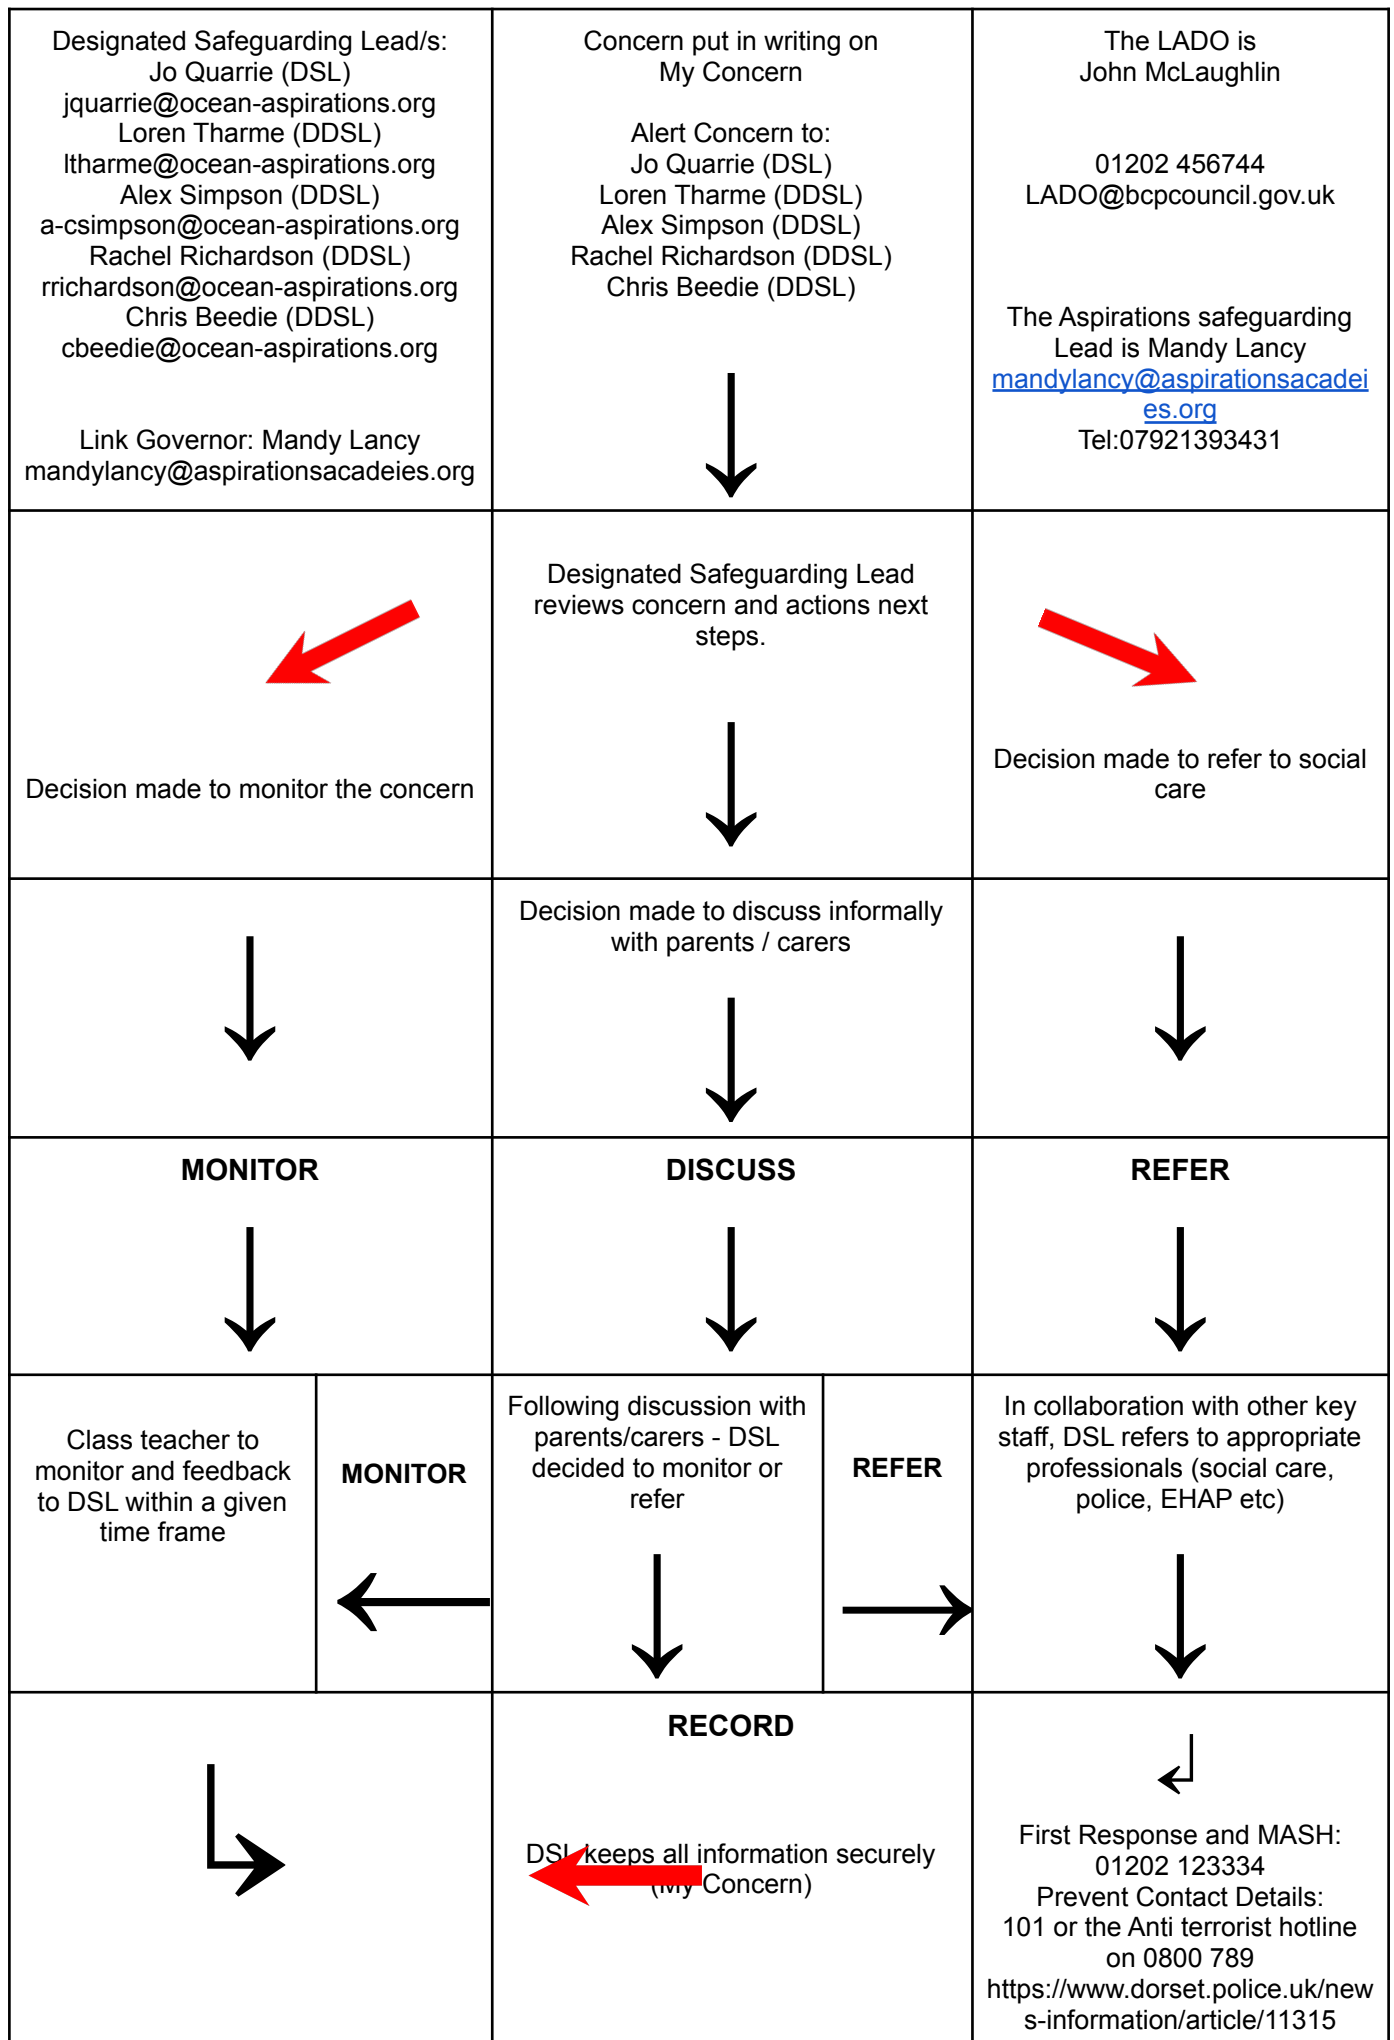 Designated Safeguarding Lead/s:
Jo Quarrie (DSL)
jquarrie@ocean-aspirations.org
Loren Tharme (DDSL)
ltharme@ocean-aspirations.org
Alex Simpson (DDSL)
a-csimpson@ocean-aspirations.org
Rachel Richardson (DDSL)
rrichardson@ocean-aspirations.org
Chris Beedie (DDSL)
cbeedie@ocean-aspirations.org
Link Governor: Mandy Lancy
mandylancy@aspirationsacadeies.org
Concern put in writing on
My Concern
Alert Concern to:
Jo Quarrie (DSL)
Loren Tharme (DDSL)
Alex Simpson (DDSL)
Rachel Richardson (DDSL)
Chris Beedie (DDSL)
The LADO is
John McLaughlin
01202 456744
LADO@bcpcouncil.gov.uk
The Aspirations safeguarding
Lead is Mandy Lancy
mandylancy@aspirationsacadei
es.org
Tel:07921393431
Decision made to monitor the concern
Designated Safeguarding Lead
reviews concern and actions next
steps.
Decision made to refer to social
care
Decision made to discuss informally
with parents / carers
MONITOR
DISCUSS
REFER
Class teacher to
monitor and feedback
to DSL within a given
time frame
MONITOR
Following discussion with
parents/carers - DSL
decided to monitor or
refer
REFER
In collaboration with other key
staff, DSL refers to appropriate
professionals (social care,
police, EHAP etc)
RECORD
DSL keeps all information securely
(My Concern)
First Response and MASH:
01202 123334
Prevent Contact Details:
101 or the Anti terrorist hotline
on 0800 789
https://www.dorset.police.uk/new
s-information/article/11315